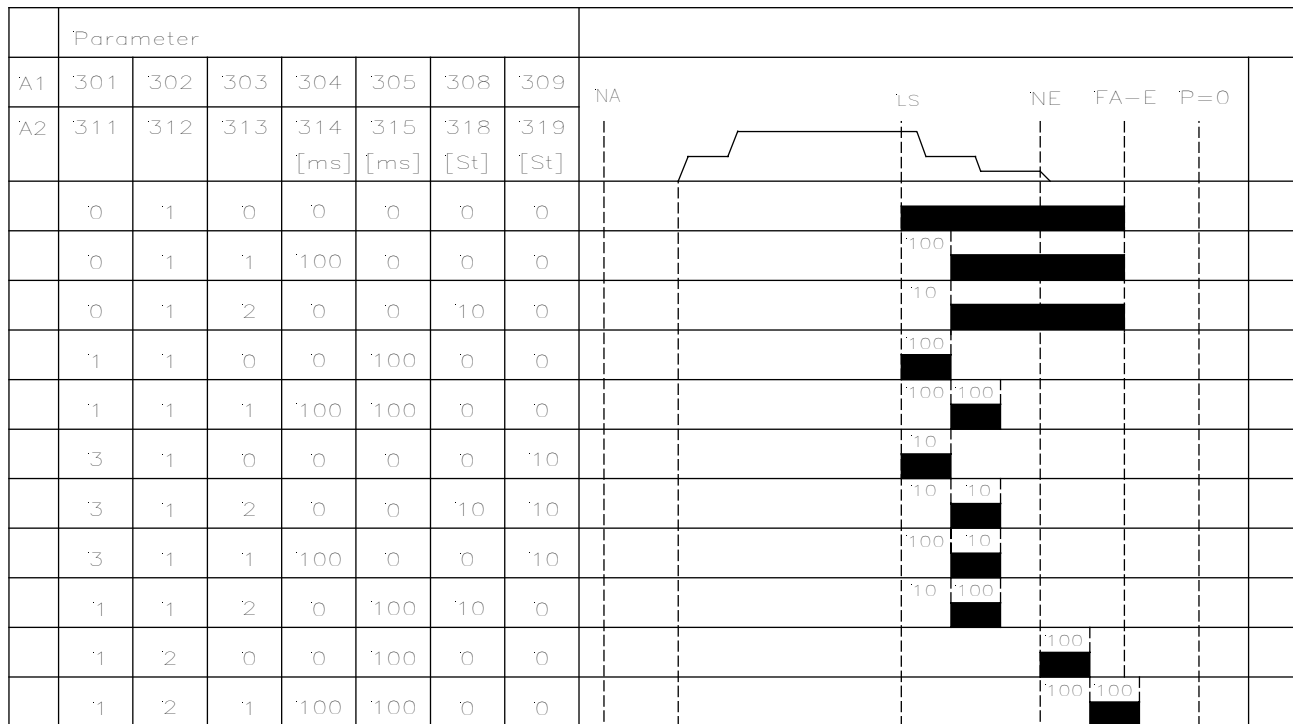 Parameter
A1 301 302 303 304 305 308 309
NA LS NE FA-E P=0
A2 311 312 313 314 315 318 319
[ms] [ms] [St] [St]
0 1 0 0 0 0 0
0 1 1 100 0 0 0 100
0 1 2 0 0 10 0 10
1 1 0 0 100 0 0 100
1 1 1 100 100 0 0 100 100
3 1 0 0 0 0 10 10
3 1 2 0 0 10 10 10 10
3 1 1 100 0 0 10 100 10
1 1 2 0 100 10 0 10 100
1 2 0 0 100 0 0 100
1 2 1 100 100 0 0 100 100